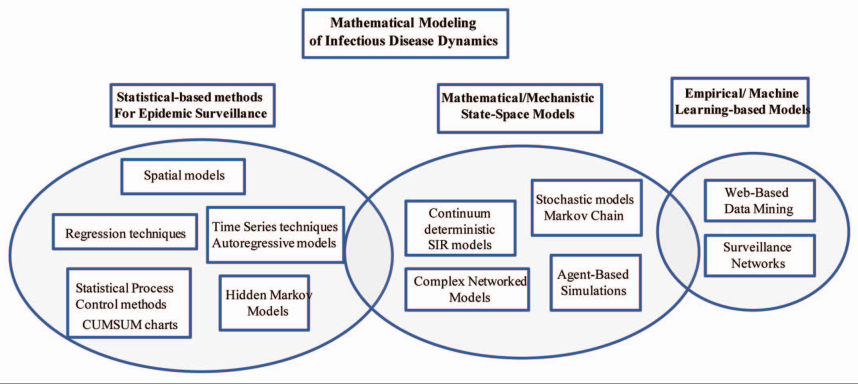 Mathematical Modeling
of Infectious Disease Dynamics
Statistical-based methods
For Epidemic Surveillance
Mathematical/Mechanistic
State-Space Models
Empirical/ Machine
Learning-based Models
Spatial models
Regression techniques
Time Series techniques
Autoregressive models
Statistical Process
Control methods
CUMSUM charts
Hidden Markov
Models
Continuum
deterministic
SIR models
Stochastic models
Markov Chain
Complex Networked
Models
Agent-Based
Simulations
Web-Based
Data Mining
Surveillance
Networks